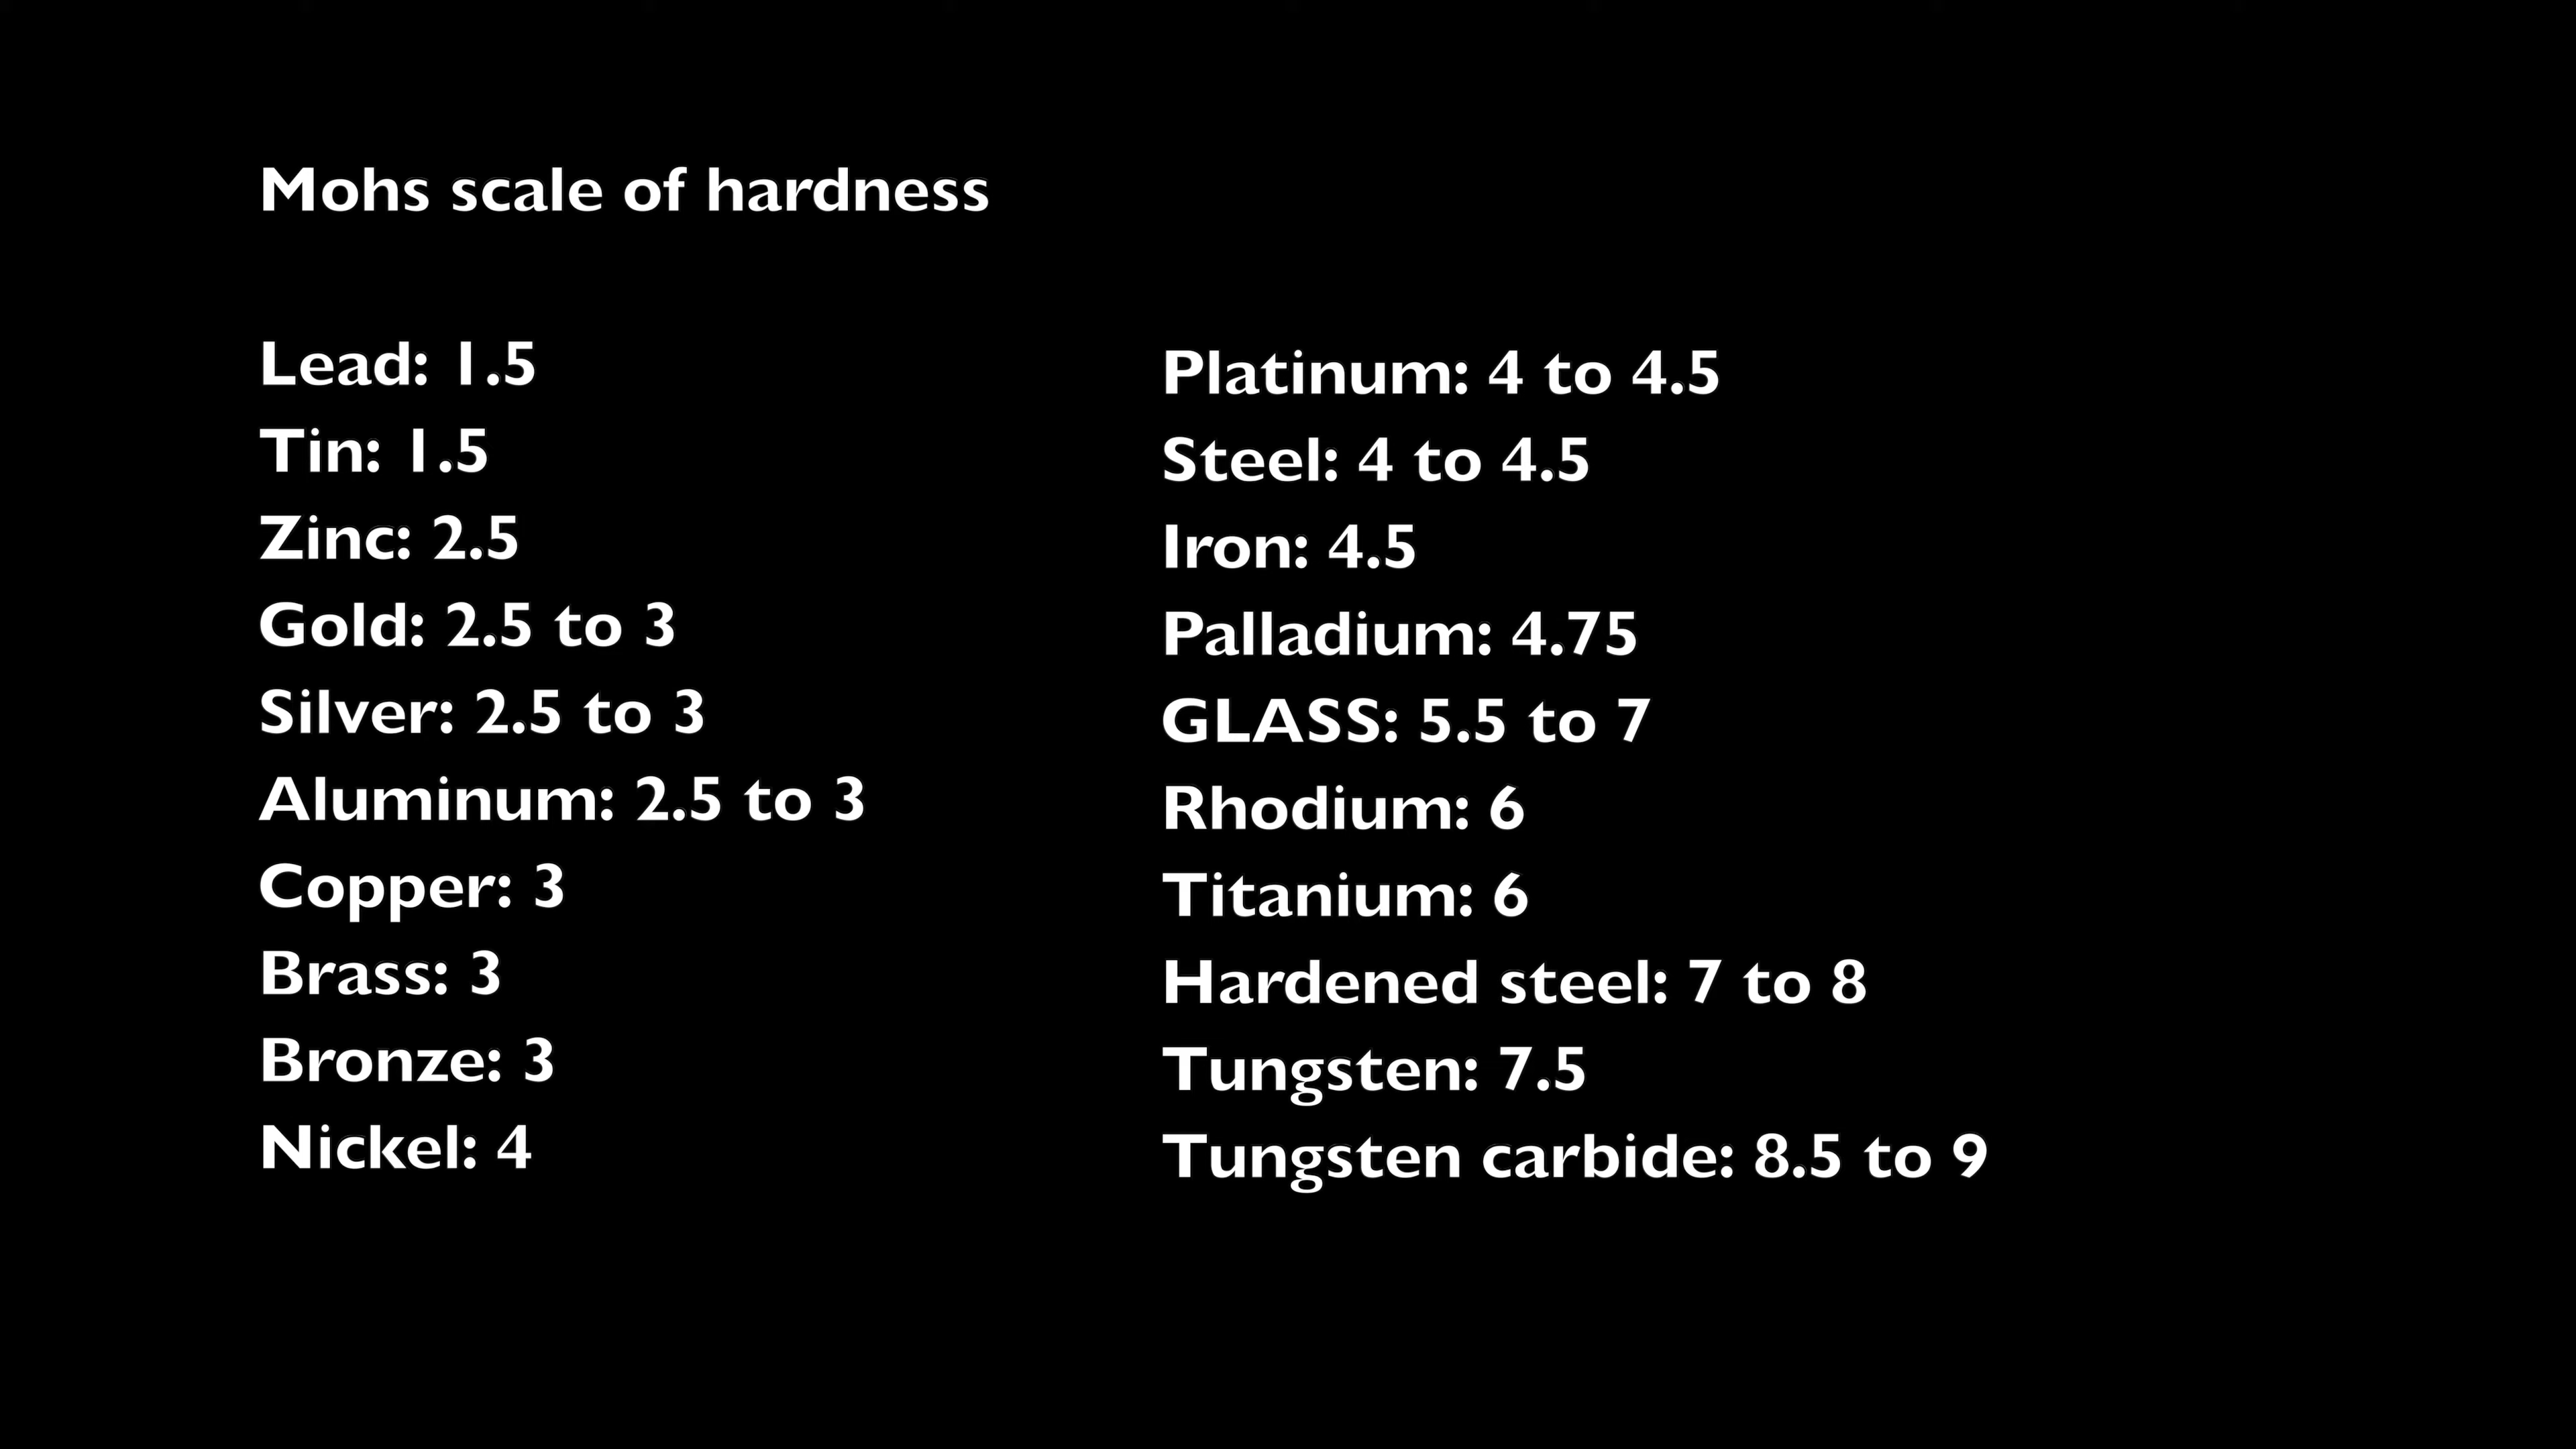 Mohs scale of hardness
Lead: 1.5
Tin: 1.5
Zinc: 2.5
Gold: 2.5 to 3
Silver: 2.5 to 3
Aluminum: 2.5 to 3
Copper: 3
Brass: 3
Bronze: 3
Nickel: 4
Platinum: 4 to 4.5
Steel: 4 to 4.5
Iron: 4.5
Palladium: 4.75
GLASS: 5.5 to 7
Rhodium: 6
Titanium: 6
Hardened steel: 7 to 8
Tungsten: 7.5
Tungsten carbide: 8.5 to 9